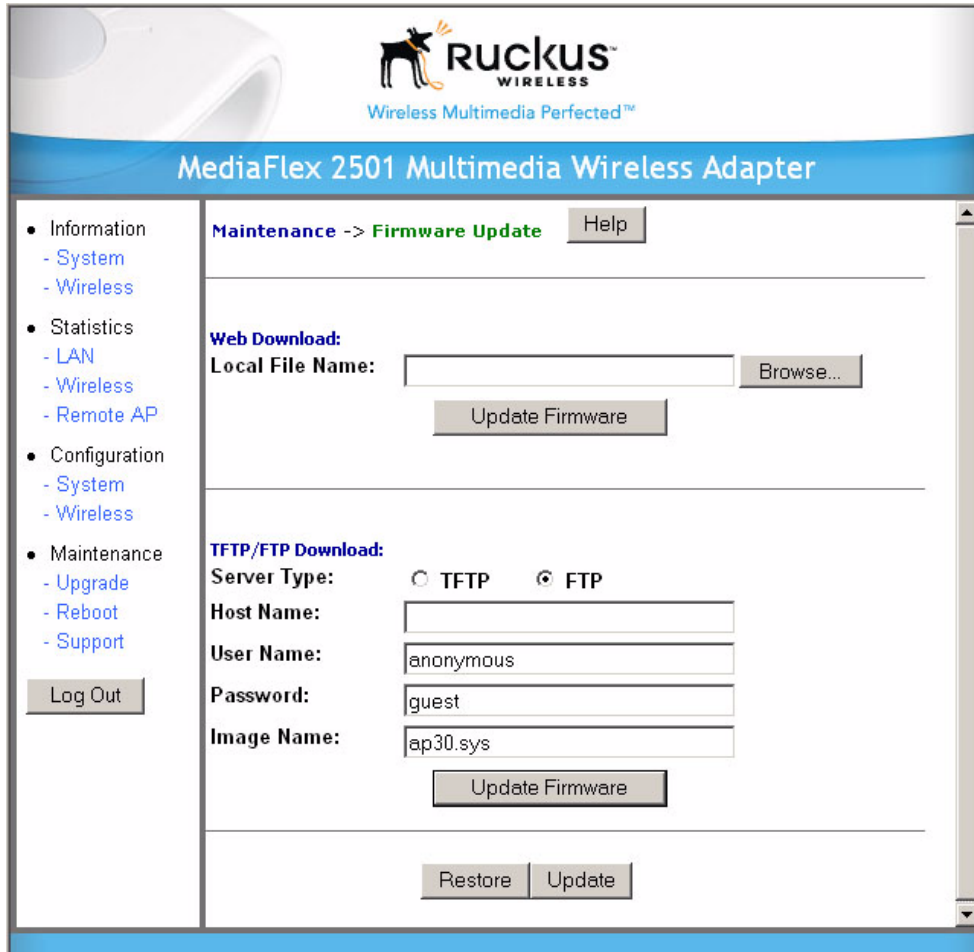 RUCKUS™
WIRELESS
Wireless Multimedia Perfected™
MediaFlex 2501 Multimedia Wireless Adapter
• Information
- System
- Wireless
• Statistics
- LAN
- Wireless
- Remote AP
• Configuration
- System
- Wireless
• Maintenance
- Upgrade
- Reboot
- Support
Log Out
Maintenance -> Firmware Update Help
Web Download:
Local File Name: Browse...
Update Firmware
TFTP/FTP Download:
Server Type: TFTP FTP
Host Name:
User Name: anonymous
Password: guest
Image Name: ap30.sys
Update Firmware
Restore Update